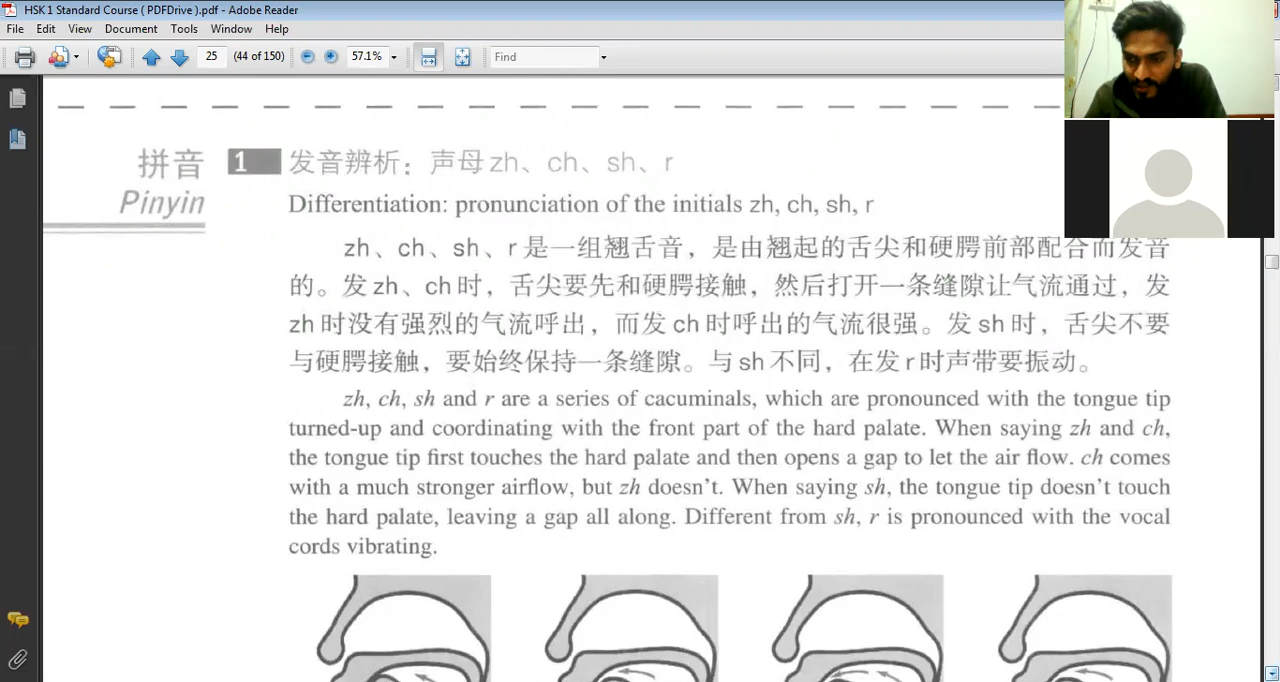 HSK 1 Standard Course ( PDFDrive ).pdf - Adobe Reader
File Edit View Document Tools Window Help
25 (44 of 150) 57.1% Find
拼音 1 发音辨析：声母 zh、ch、sh、r
Pinyin Differentiation: pronunciation of the initials zh, ch, sh, r
zh、ch、sh、r 是一组翘舌音，是由翘起的舌尖和硬腭前部配合而发音
的。发 zh、ch 时，舌尖要先和硬腭接触，然后打开一条缝隙让气流通过，发
zh 时没有强烈的气流呼出，而发 ch 时呼出的气流很强。发 sh 时，舌尖不要
与硬腭接触，要始终保持一条缝隙。与 sh 不同，在发 r 时声带要振动。
zh, ch, sh and r are a series of cacuminals, which are pronounced with the tongue tip
turned-up and coordinating with the front part of the hard palate. When saying zh and ch,
the tongue tip first touches the hard palate and then opens a gap to let the air flow. ch comes
with a much stronger airflow, but zh doesn't. When saying sh, the tongue tip doesn't touch
the hard palate, leaving a gap all along. Different from sh, r is pronounced with the vocal
cords vibrating.